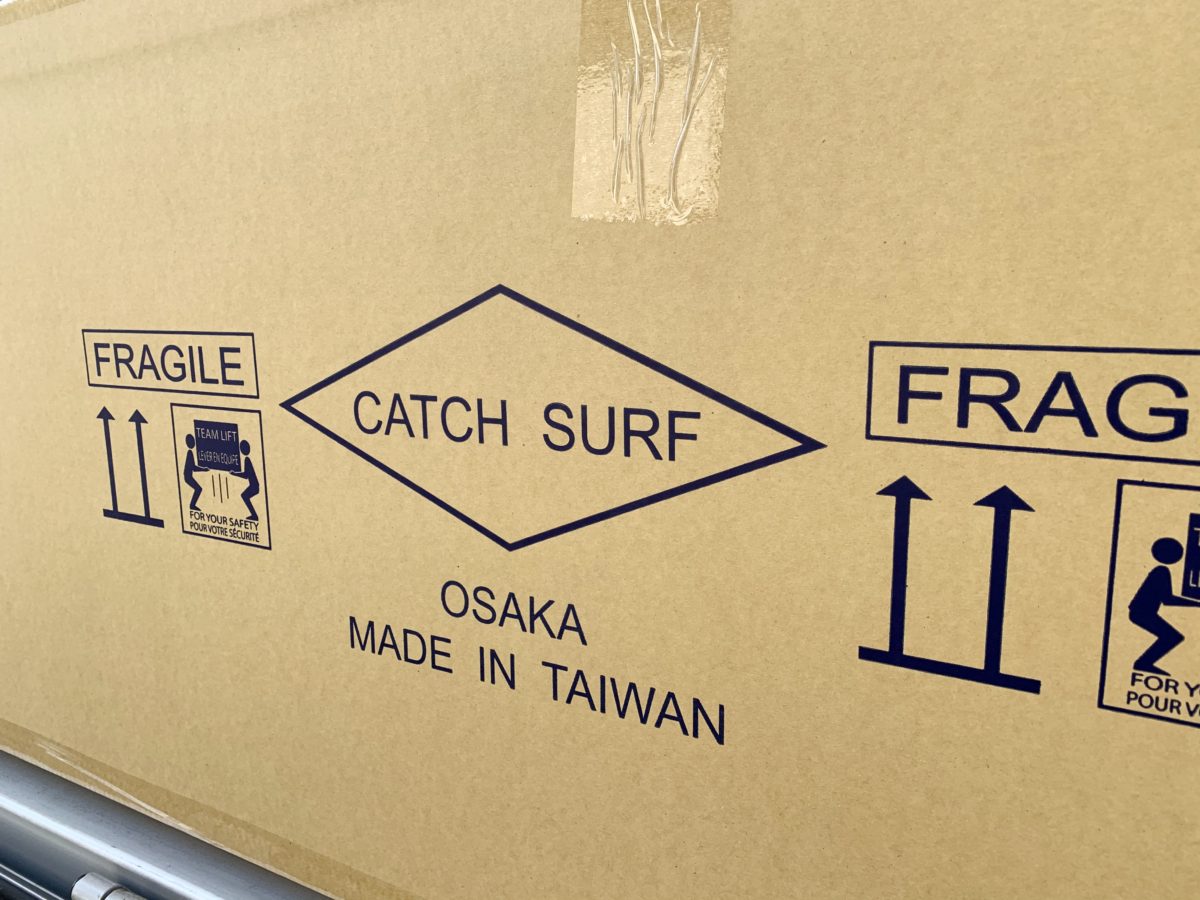 FRAGILE
TEAM LIFT
LEVER EN EQUIPE
FOR YOUR SAFETY
POUR VOTRE SÉCURITÉ
CATCH SURF
OSAKA
MADE IN TAIWAN
FRAG
FOR Y
POUR V